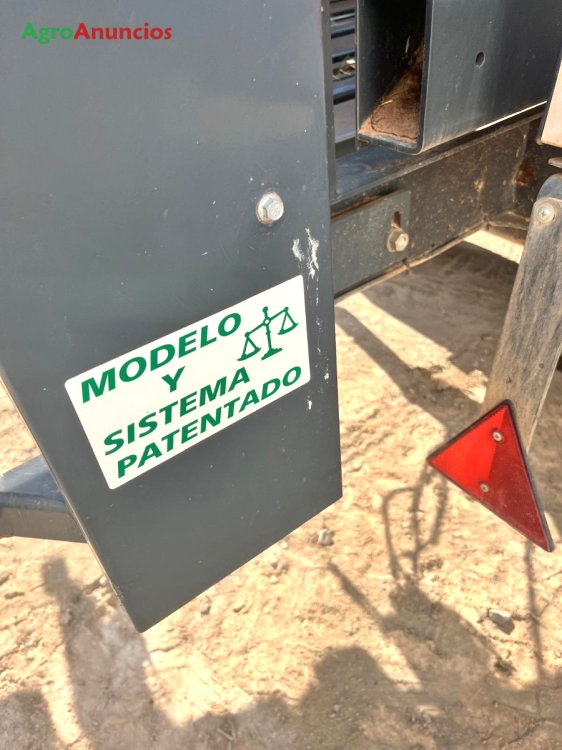 AgroAnuncios
MODELO
Y
SISTEMA
PATENTADO